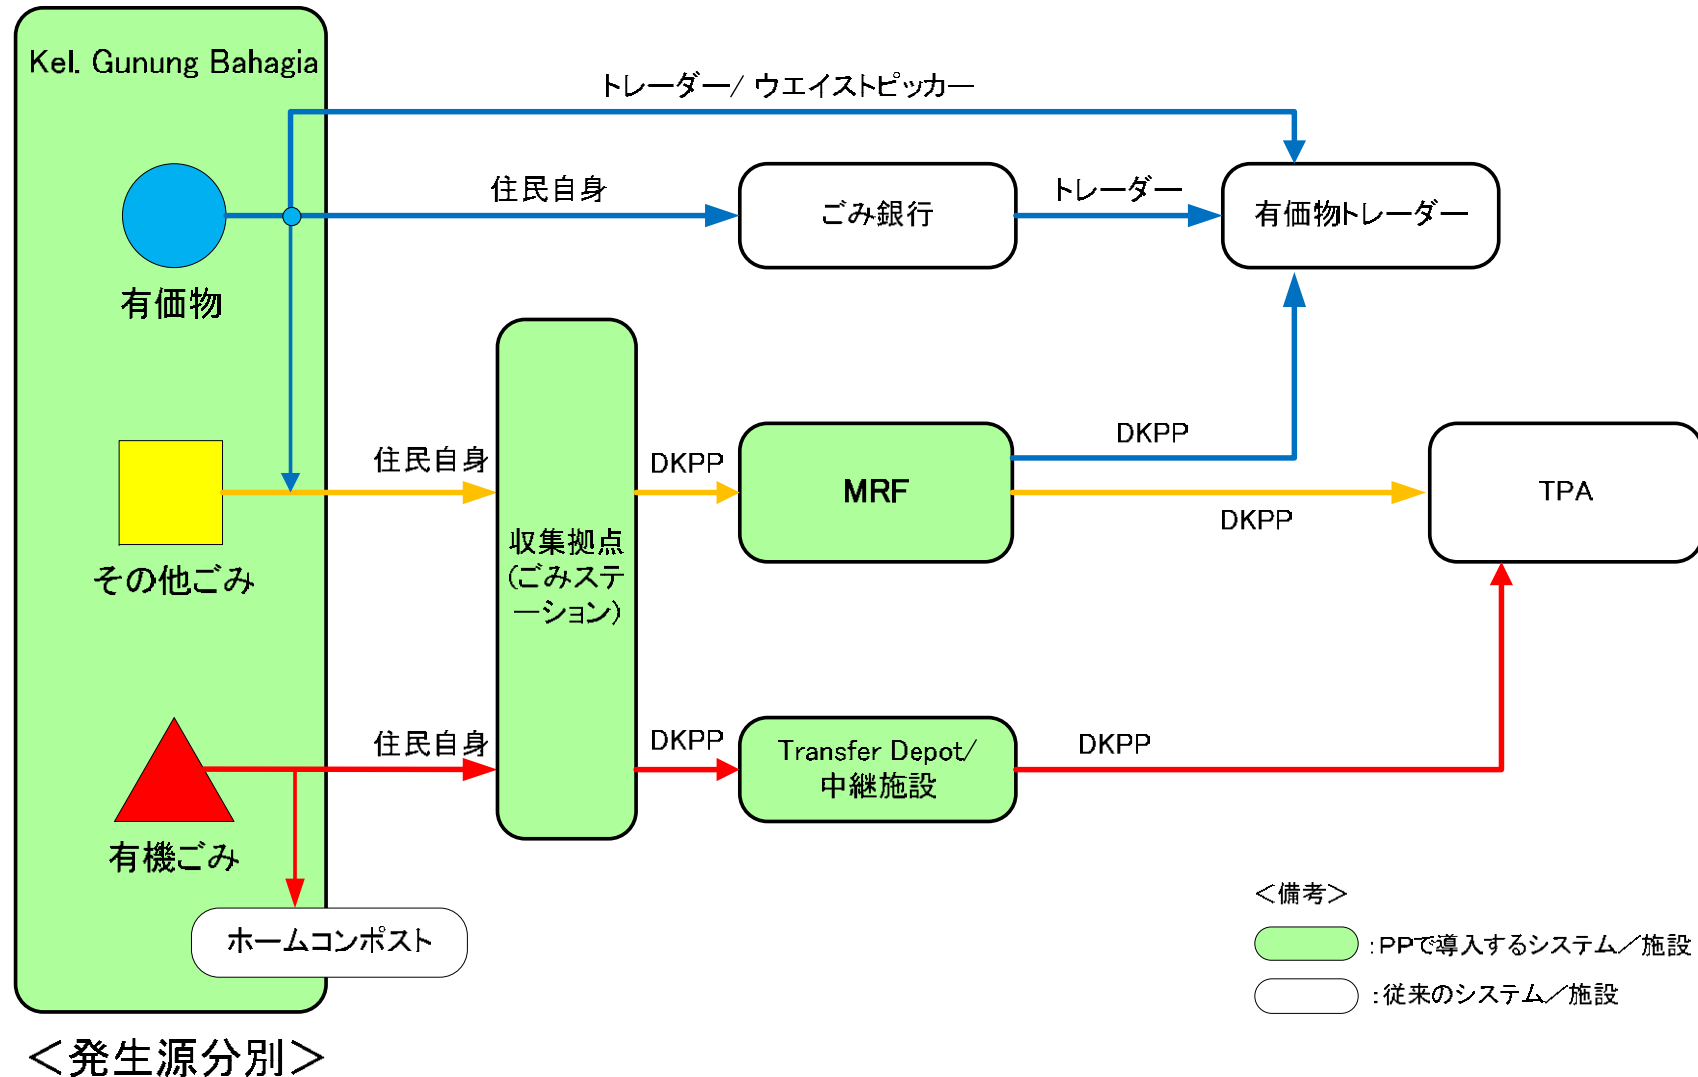 Kel. Gunung Bahagia
トレーダー/ ウエイストピッカー
住民自身
ごみ銀行
トレーダー
有価物トレーダー
有価物
住民自身
DKPP
MRF
DKPP
DKPP
TPA
その他ごみ
収集拠点
(ごみステ
ーション)
住民自身
DKPP
Transfer Depot/
中継施設
DKPP
有機ごみ
ホームコンポスト
＜備考＞
:PPで導入するシステム／施設
:従来のシステム／施設
＜発生源分別＞